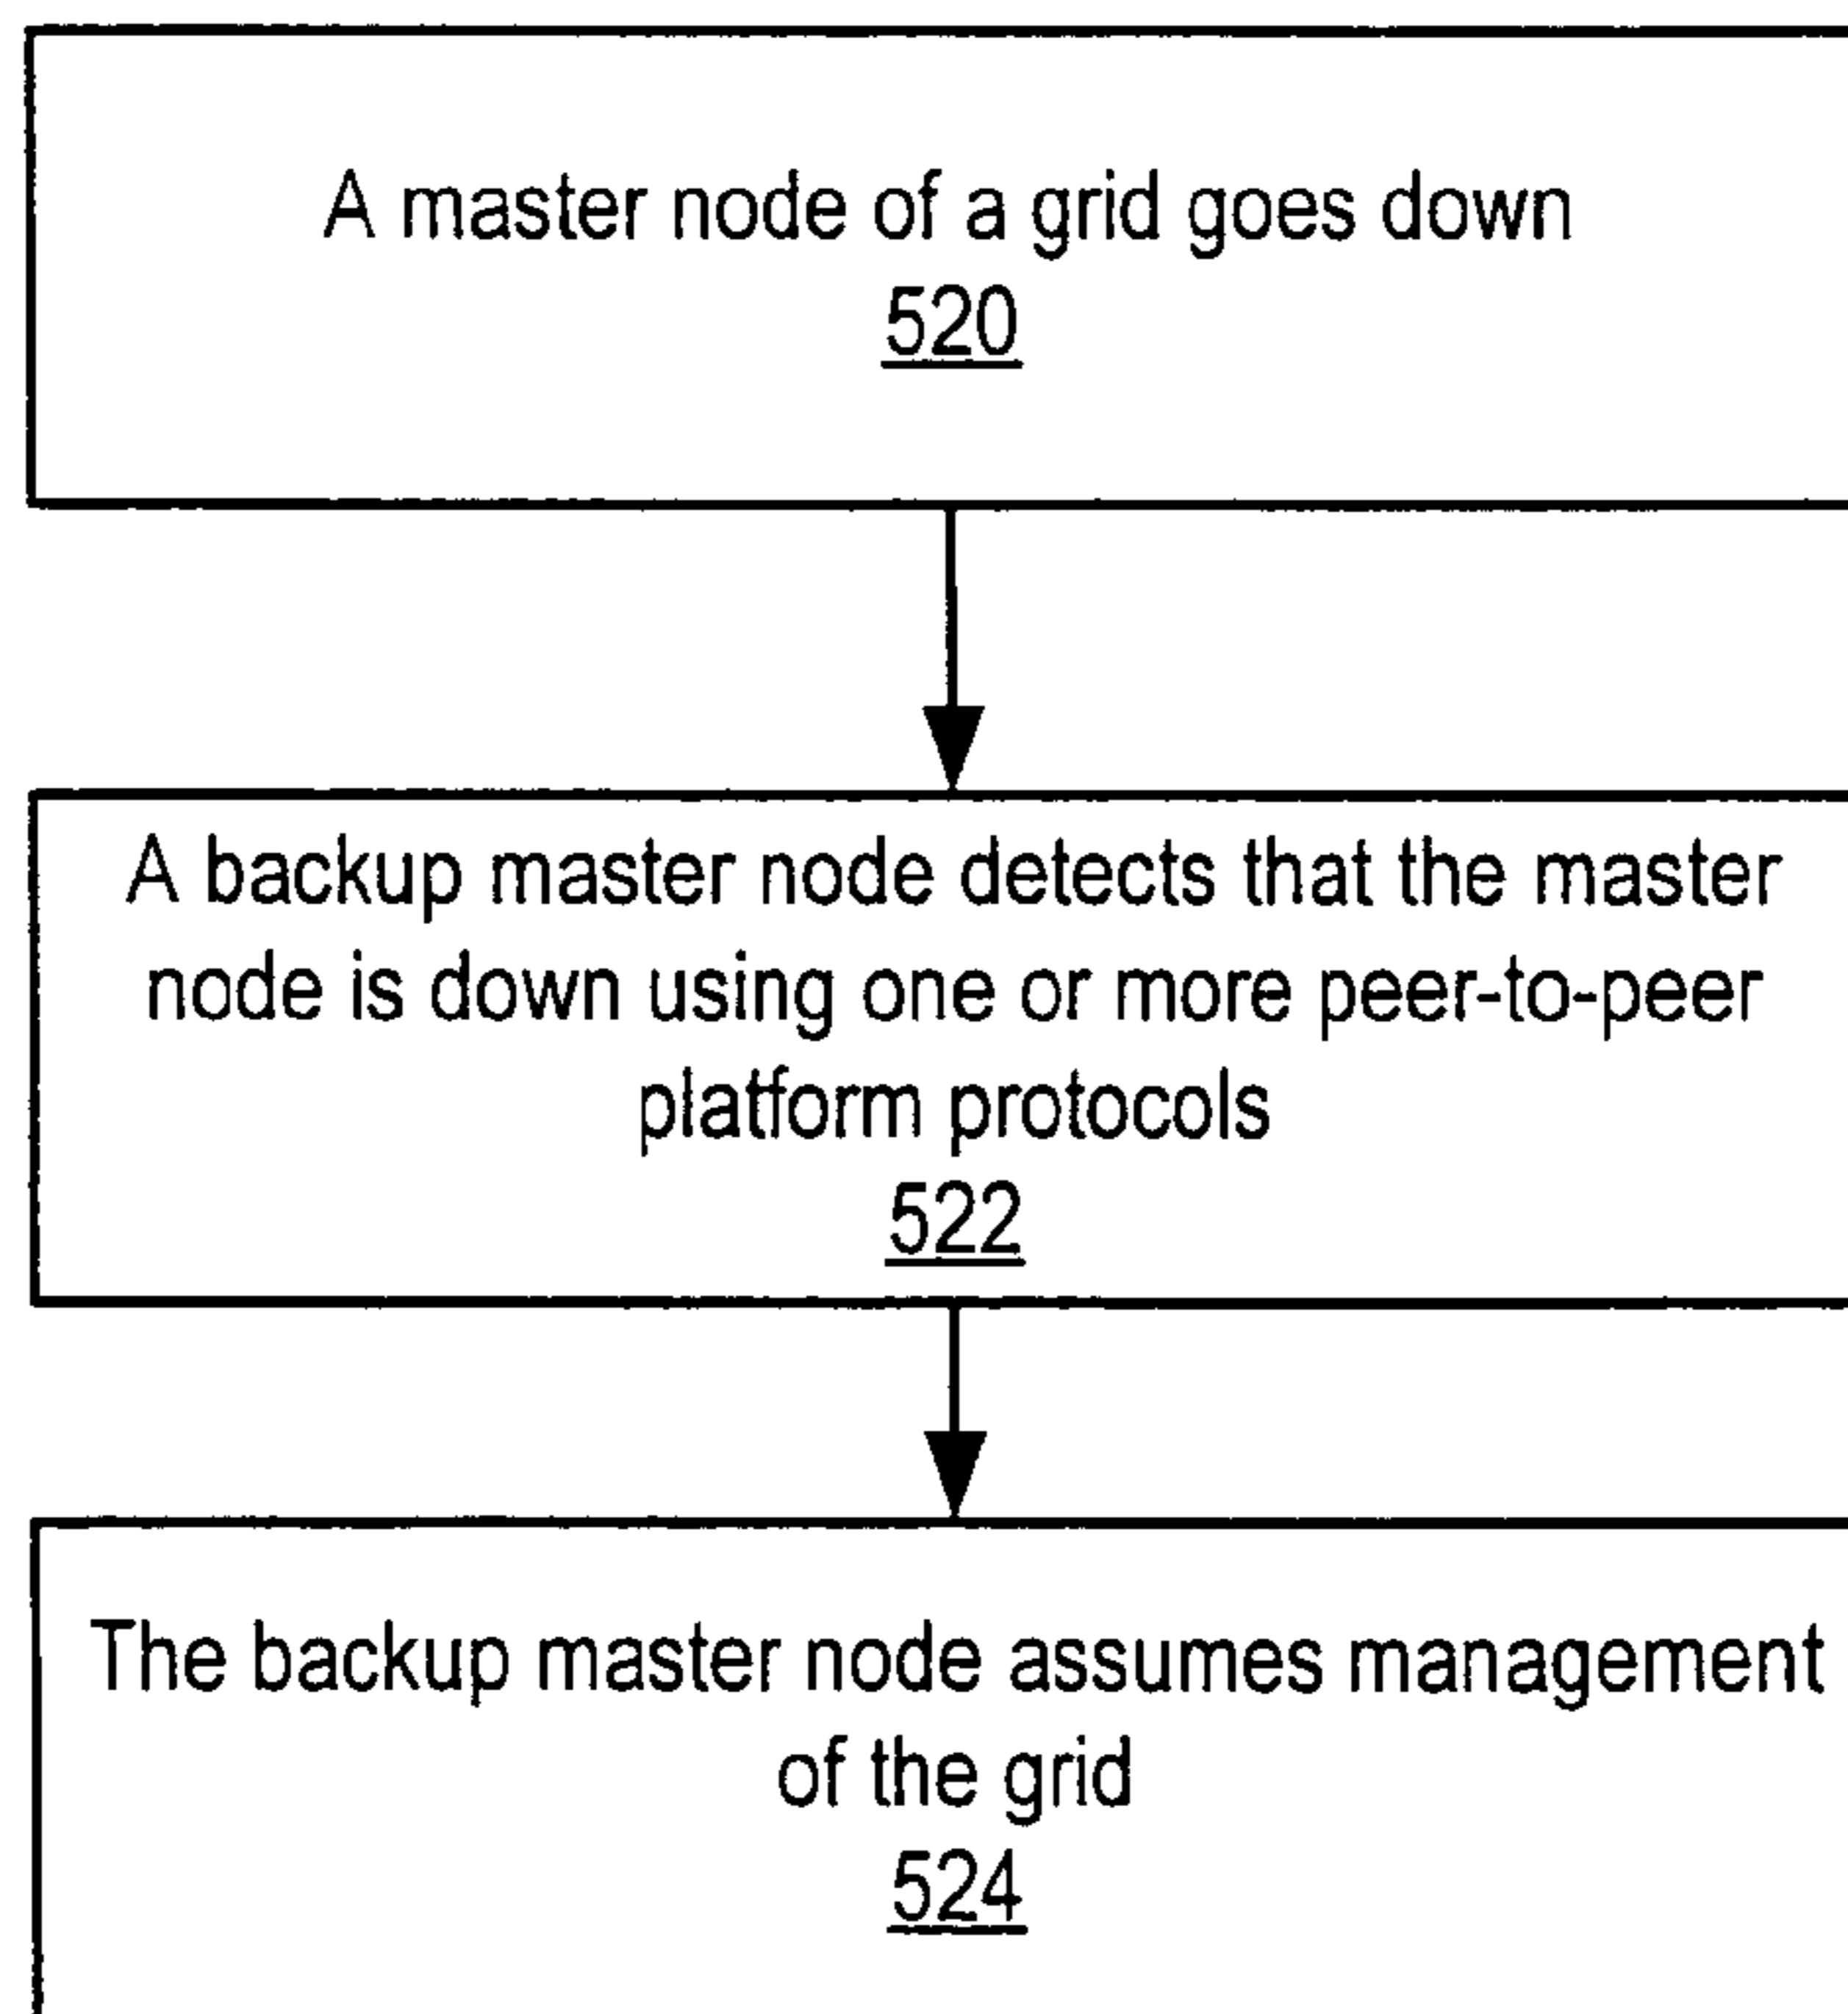 A master node of a grid goes down
520
A backup master node detects that the master
node is down using one or more peer-to-peer
platform protocols
522
The backup master node assumes management
of the grid
524